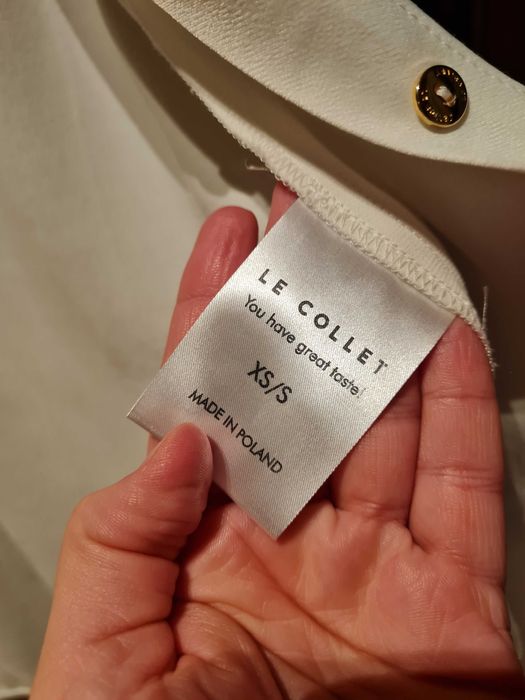 LE COLLET
You have great taste!
XS/S
MADE IN POLAND